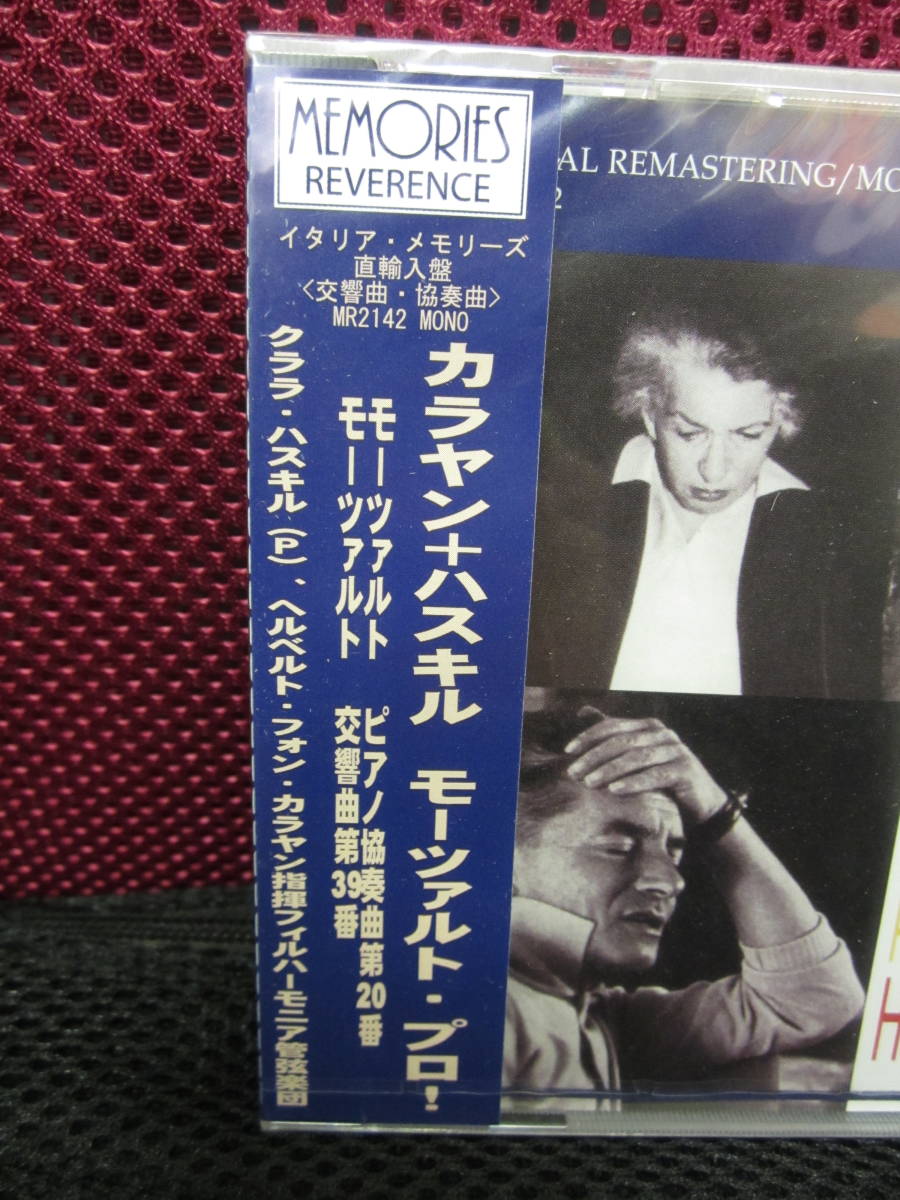 MEMORIES
REVERENCE
イタリア・メモリーズ
直輸入盤
<交響曲・協奏曲>
MR2142 MONO
カラヤン+ハスキル モーツァルト・プロ!
モーツァルト ピアノ協奏曲第20番
モーツァルト 交響曲第39番
クララ・ハスキル(P)、ヘルベルト・フォン・カラヤン指揮フィルハーモニア管弦楽団
AL REMASTERING/MO
2